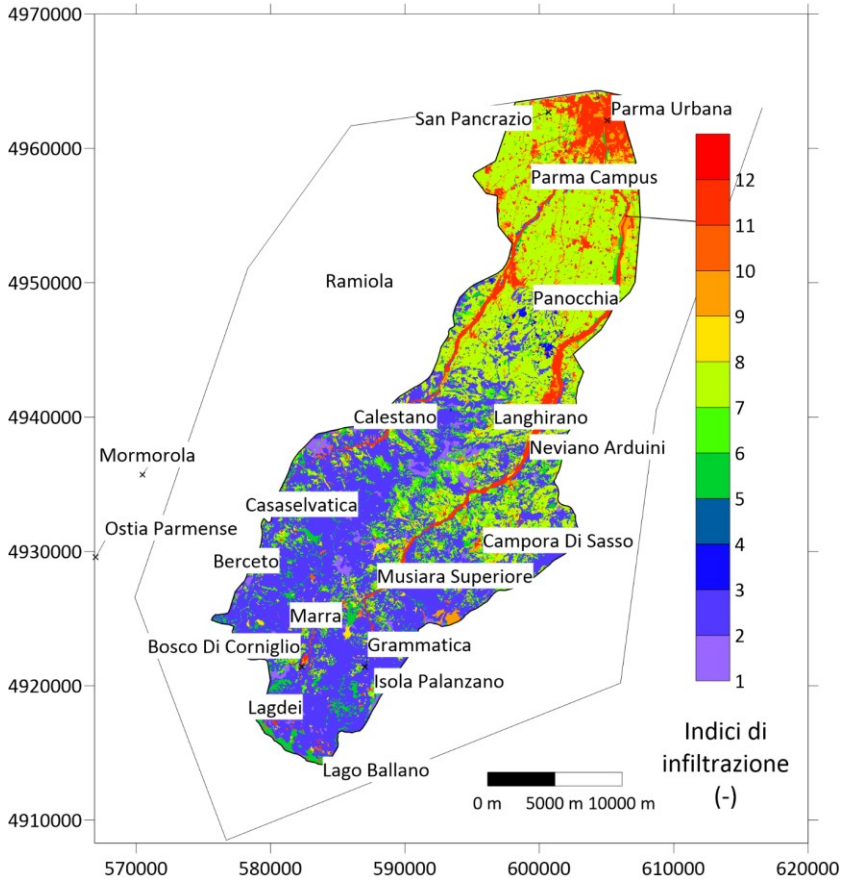 4970000
San Pancrazio
Parma Urbana
4960000
Parma Campus
12
11
4950000
Ramiola
Panocchia
10
9
8
4940000
Calestano
Langhirano
7
Mormorola
Neviano Arduini
6
Casaselvatica
5
Ostia Parmense
Campora Di Sasso
4930000
Berceto
4
Musiara Superiore
3
Marra
2
Bosco Di Corniglio
Grammatica
4920000
Isola Palanzano
1
Lagdei
Indici di
infiltrazione
(-)
Lago Ballano
0 m
5000 m
10000 m
4910000
570000
580000
590000
600000
610000
620000